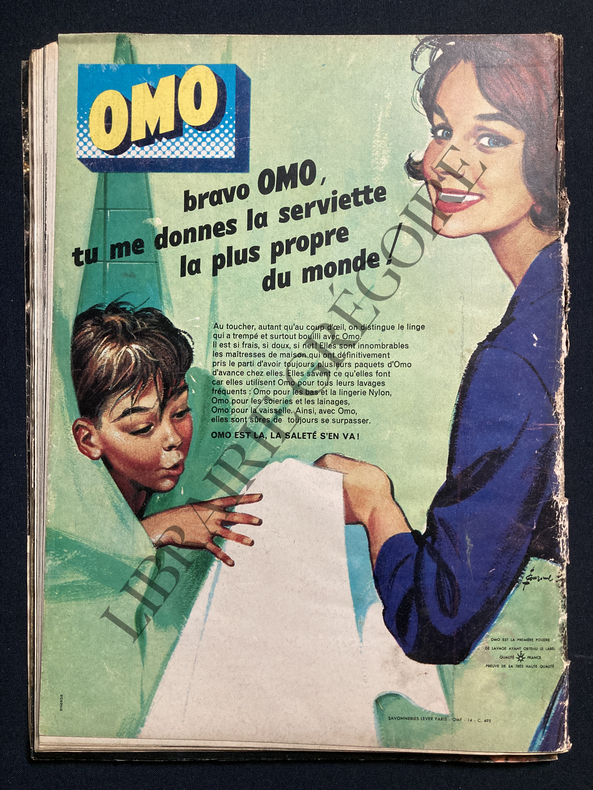 OMO
bravo OMO,
tu me donnes la serviette
la plus propre
du monde!
Au toucher, autant qu'au coup d'œil, on distingue le linge
qui a trempé et surtout bouilli avec Omo.
Il est si frais, si doux, si net! Elles sont innombrables
les maîtresses de maison qui ont définitivement
pris le parti d'avoir toujours plusieurs paquets d'Omo
d'avance chez elles. Elles savent ce qu'elles font
car elles utilisent Omo pour tous leurs lavages
fréquents : Omo pour les bas et la lingerie Nylon,
Omo pour les soieries et les lainages,
Omo pour la vaisselle. Ainsi, avec Omo,
elles sont sûres de toujours se surpasser.
OMO EST LA, LA SALETÉ S'EN VA!
LIBRAIRIE GRÉGOIRE
OMO EST LA PREMIÈRE POUDRE
DE LAVAGE AYANT OBTENU LE LABEL
QUALITÉ FRANCE
PREUVE DE SA TRÈS HAUTE QUALITÉ
SAVONNERIES LEVER PARIS - OMF - 14 - C. 493